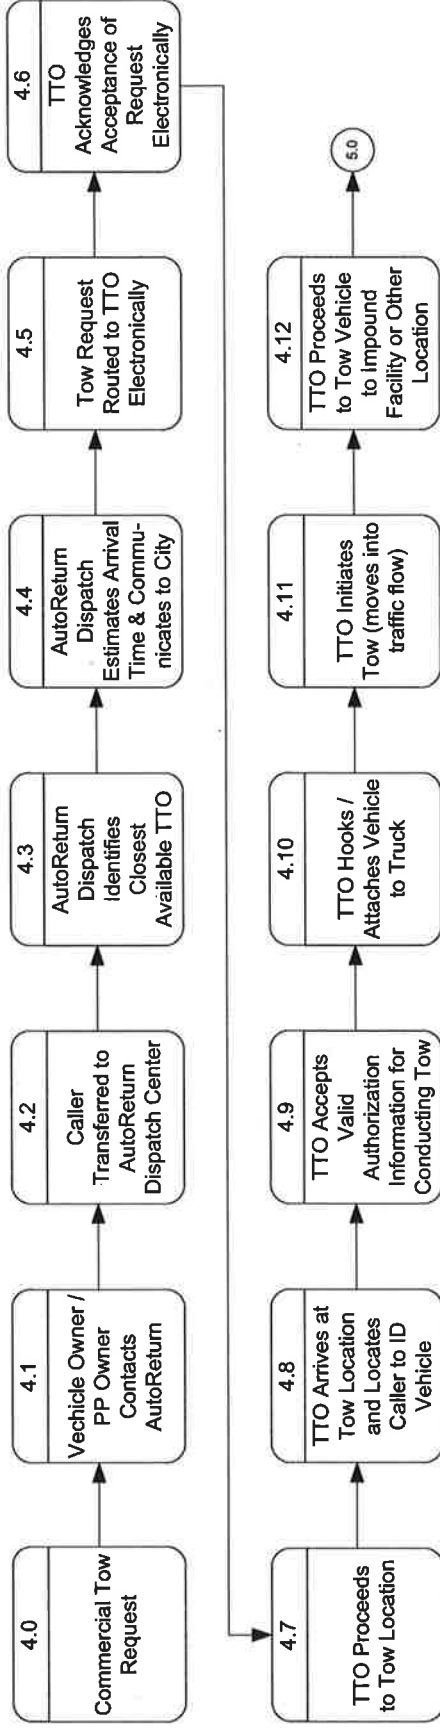 4.0
Commercial Tow
Request
4.1
Vechicle Owner /
PP Owner
Contacts
AutoReturn
4.2
Caller
Transferred to
AutoReturn
Dispatch Center
4.3
AutoReturn
Dispatch
Identifies
Closest
Available TTO
4.4
AutoReturn
Dispatch
Estimates Arrival
Time & Commu-
nicates to City
4.5
Tow Request
Routed to TTO
Electronically
4.6
TTO
Acknowledges
Acceptance of
Request
Electronically
4.7
TTO Proceeds
to Tow Location
4.8
TTO Arrives at
Tow Location
and Locates
Caller to ID
Vehicle
4.9
TTO Accepts
Valid
Authorization
Information for
Conducting Tow
4.10
TTO Hooks /
Attaches Vehicle
to Truck
4.11
TTO Initiates
Tow (moves into
traffic flow)
4.12
TTO Proceeds
to Tow Vehicle
to Impound
Facility or Other
Location
5.0